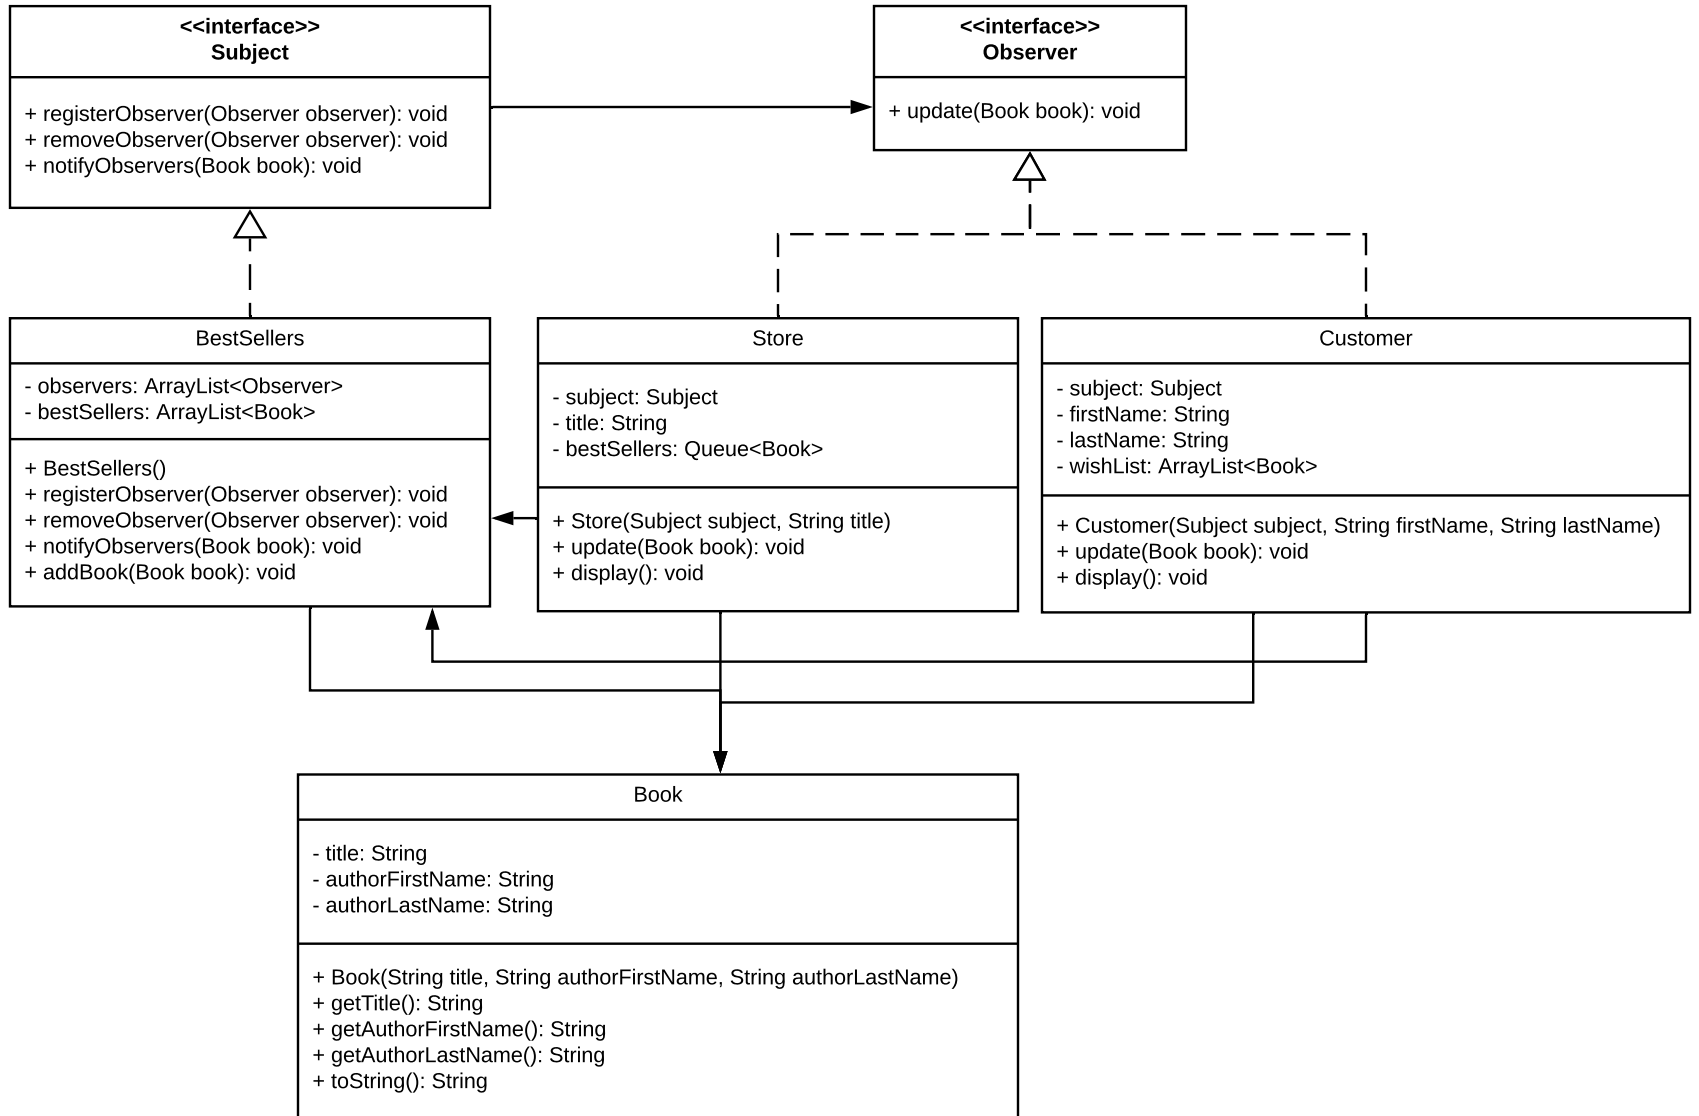 <<interface>>
Subject
+ registerObserver(Observer observer): void
+ removeObserver(Observer observer): void
+ notifyObservers(Book book): void
<<interface>>
Observer
+ update(Book book): void
BestSellers
- observers: ArrayList<Observer>
- bestSellers: ArrayList<Book>
+ BestSellers()
+ registerObserver(Observer observer): void
+ removeObserver(Observer observer): void
+ notifyObservers(Book book): void
+ addBook(Book book): void
Store
- subject: Subject
- title: String
- bestSellers: Queue<Book>
+ Store(Subject subject, String title)
+ update(Book book): void
+ display(): void
Customer
- subject: Subject
- firstName: String
- lastName: String
- wishList: ArrayList<Book>
+ Customer(Subject subject, String firstName, String lastName)
+ update(Book book): void
+ display(): void
Book
- title: String
- authorFirstName: String
- authorLastName: String
+ Book(String title, String authorFirstName, String authorLastName)
+ getTitle(): String
+ getAuthorFirstName(): String
+ getAuthorLastName(): String
+ toString(): String